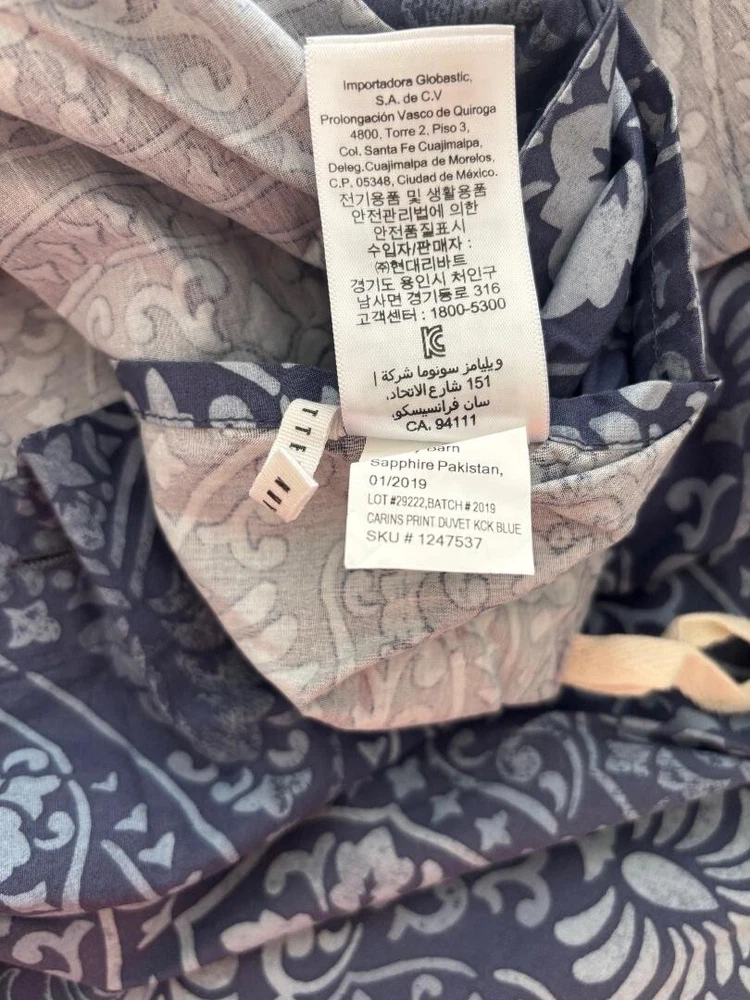 Importadora Globastic,
S.A. de C.V
Prolongación Vasco de Quiroga
4800, Torre 2, Piso 3,
Col. Santa Fe Cuajimalpa,
Deleg.Cuajimalpa de Morelos,
C.P. 05348, Ciudad de México.
전기용품 및 생활용품
안전관리법에 의한
안전품질표시
수입자/판매자 :
㈜현대리바트
경기도 용인시 처인구
남사면 경기동로 316
고객센터 : 1800-5300
ويليامز سونوما شركة |
151 شارع الاتحاد،
سان فرانسيسكو،
CA, 94111
Barn
Sapphire Pakistan,
01/2019
LOT #29222,BATCH # 2019
CARINS PRINT DUVET KCK BLUE
SKU # 1247537